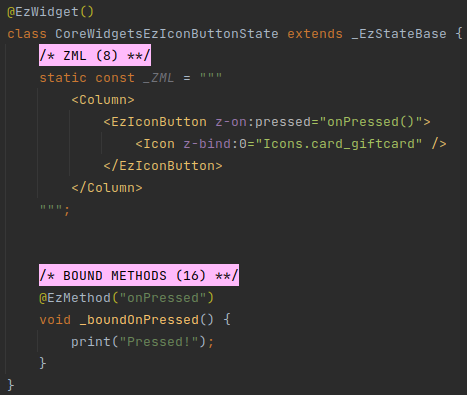 @EzWidget()
class CoreWidgetsEzIconButtonState extends _EzStateBase {
/* ZML (8) **/
static const _ZML = """
<Column>
<EzIconButton z-on:pressed="onPressed()">
<Icon z-bind:0="Icons.card_giftcard" />
</EzIconButton>
</Column>
""";
/* BOUND METHODS (16) **/
@EzMethod("onPressed")
void _boundOnPressed() {
print("Pressed!");
}
}